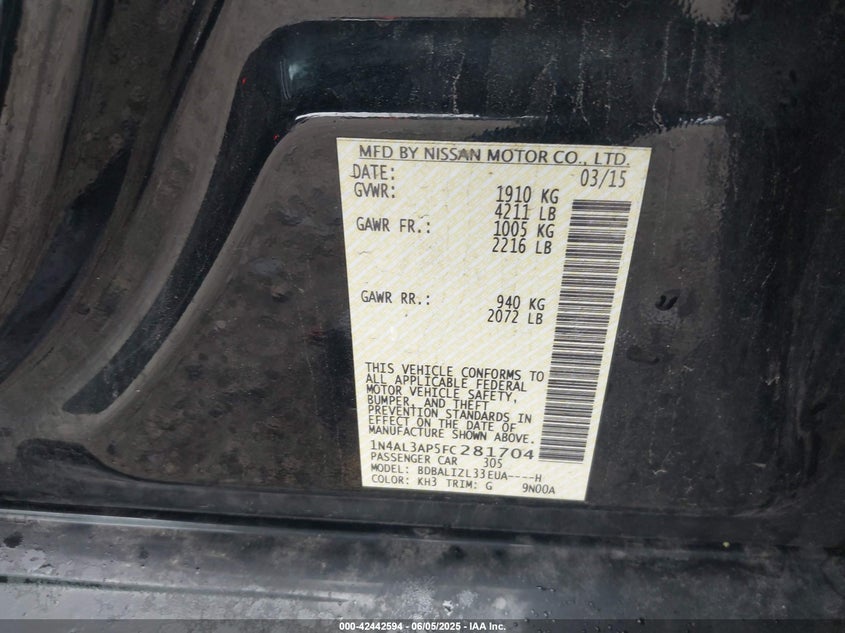 MFD BY NISSAN MOTOR CO., LTD.
DATE: 03/15
GVWR: 1910 KG
4211 LB
GAWR FR.: 1005 KG
2216 LB
GAWR RR.: 940 KG
2072 LB
THIS VEHICLE CONFORMS TO
ALL APPLICABLE FEDERAL
MOTOR VEHICLE SAFETY,
BUMPER, AND THEFT
PREVENTION STANDARDS IN
EFFECT ON THE DATE OF
MANUFACTURE SHOWN ABOVE.
1N4AL3AP5FC281704
PASSENGER CAR 305
MODEL: BDBALIZL33EUA----H
COLOR: KH3 TRIM: G 9N00A
000-42442594 - 06/05/2025 - IAA Inc.